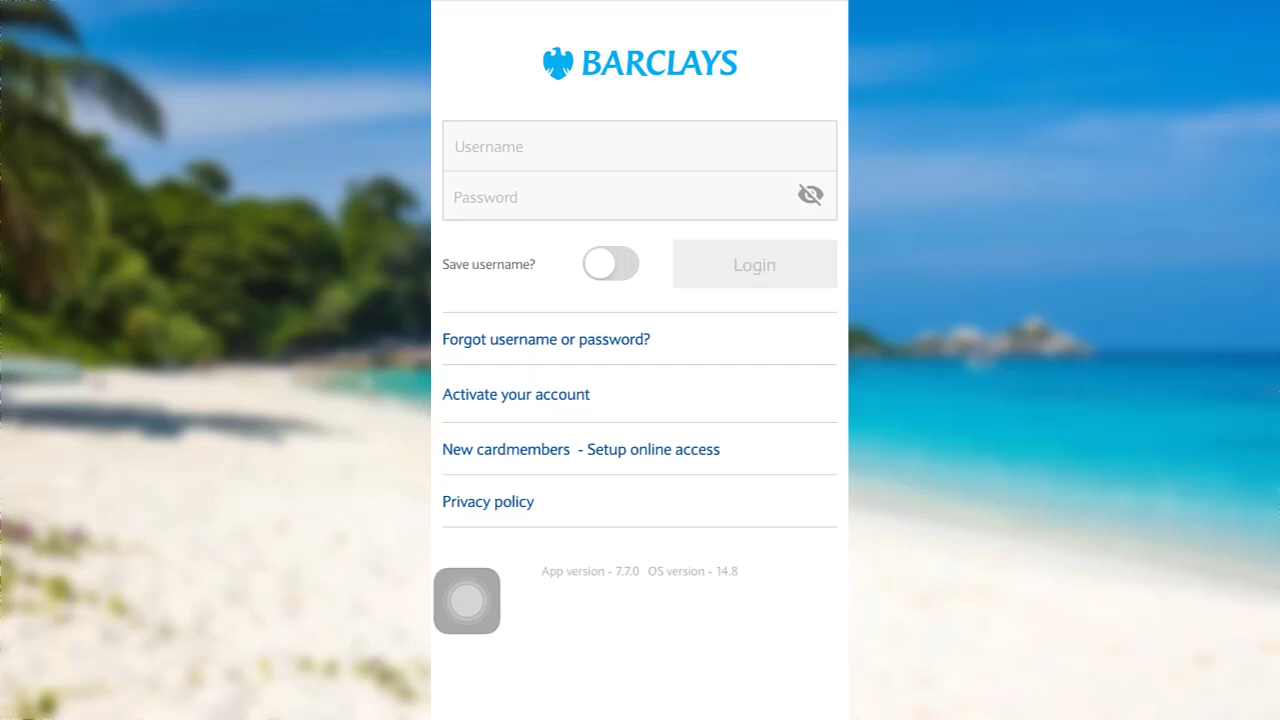 BARCLAYS
Username
Password
Save username?
Login
Forgot username or password?
Activate your account
New cardmembers - Setup online access
Privacy policy
App version - 7.7.0 OS version - 14.8